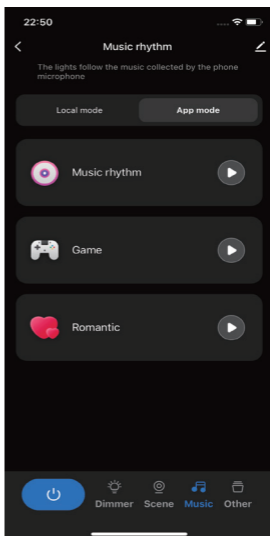 22:50
Music rhythm
The lights follow the music collected by the phone
microphone
Local mode App mode
Music rhythm
Game
Romantic
Dimmer Scene Music Other